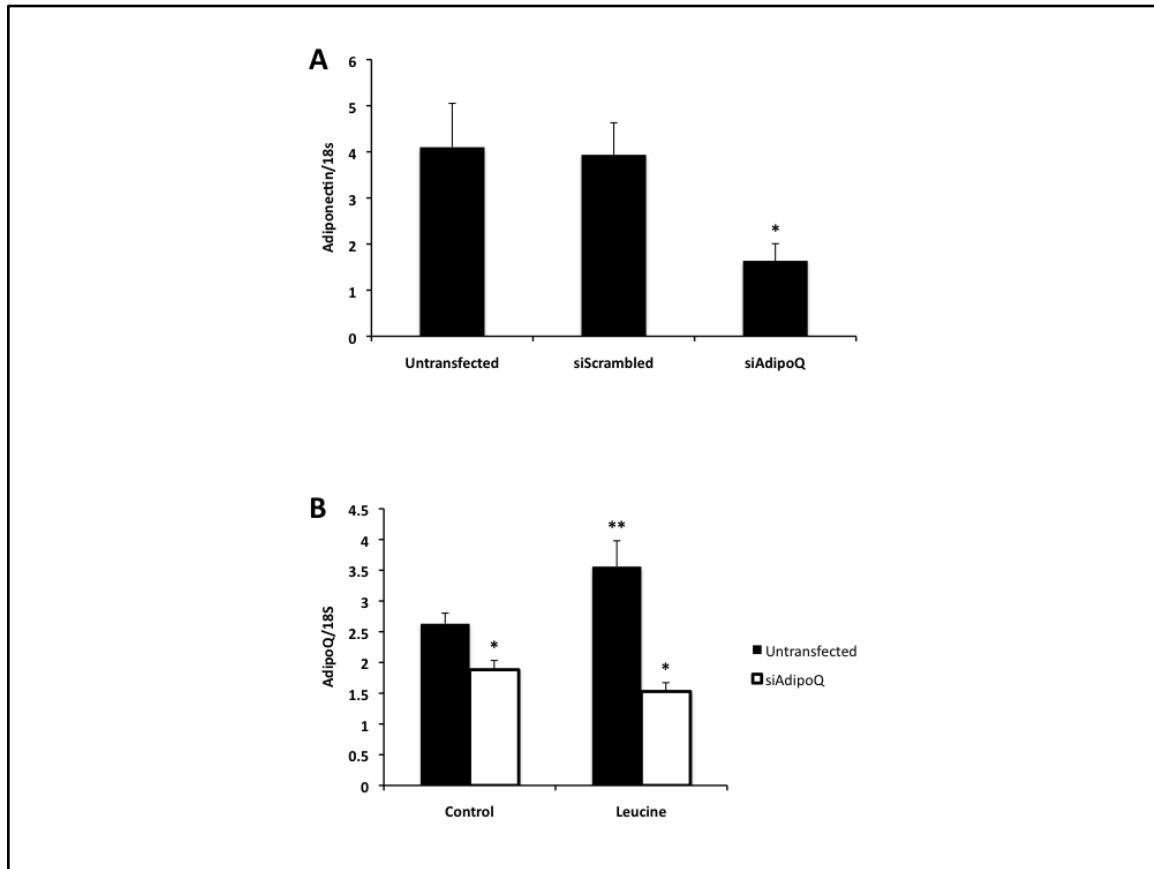 A
6
5
4
3
2
1
0
Adiponectin/18s
*
Untransfected siScrambled siAdipoQ
B
4.5
4
3.5
3
2.5
2
1.5
1
0.5
0
AdipoQ/18S
*
**
*
Control Leucine
Untransfected
siAdipoQ